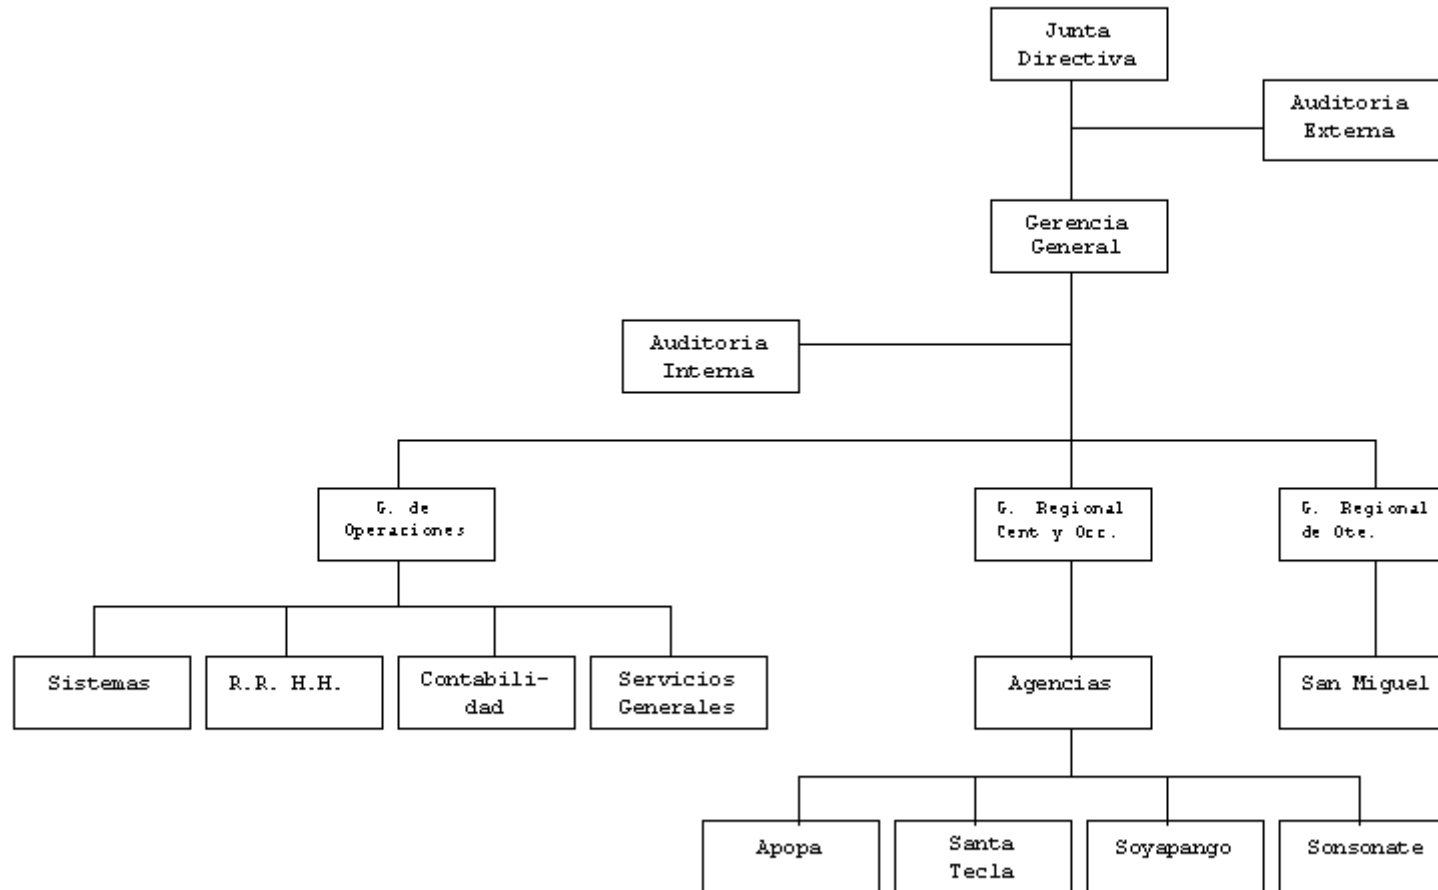 Junta
Directiva
Auditoria
Externa
Gerencia
General
Auditoria
Interna
G. de
Operaciones
G. Regional
Cent y Occ.
G. Regional
de Ote.
Sistemas
R.R. H.H.
Contabili-
dad
Servicios
Generales
Agencias
San Miguel
Apopa
Santa
Tecla
Soyapango
Sonsonate